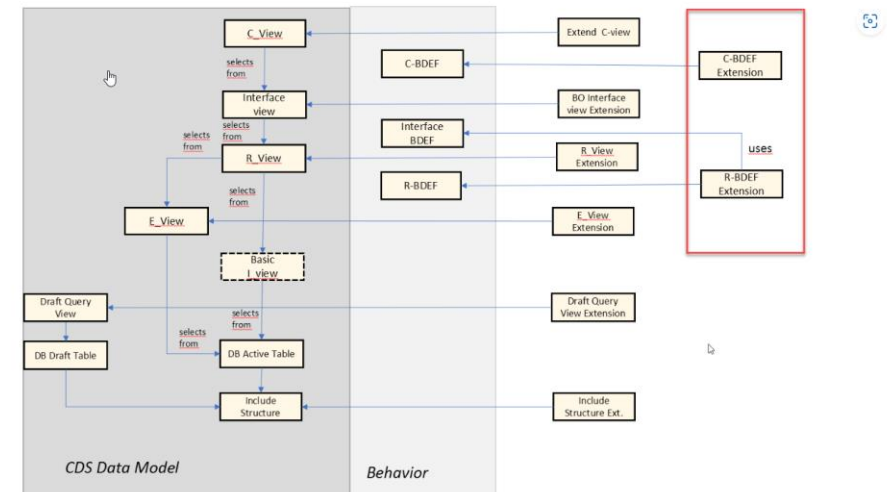 C_View
Extend C-view
selects
from
C-BDEF
C-BDEF
Extension
Interface
view
BO Interface
view Extension
selects
from
selects
from
Interface
BDEF
uses
R_View
R_View
Extension
selects
from
R-BDEF
R-BDEF
Extension
E_View
E_View
Extension
Basic
I_view
Draft Query
View
Draft Query
View Extension
selects
from
selects
from
DB Draft Table
DB Active Table
Include
Structure
Include
Structure Ext.
CDS Data Model
Behavior